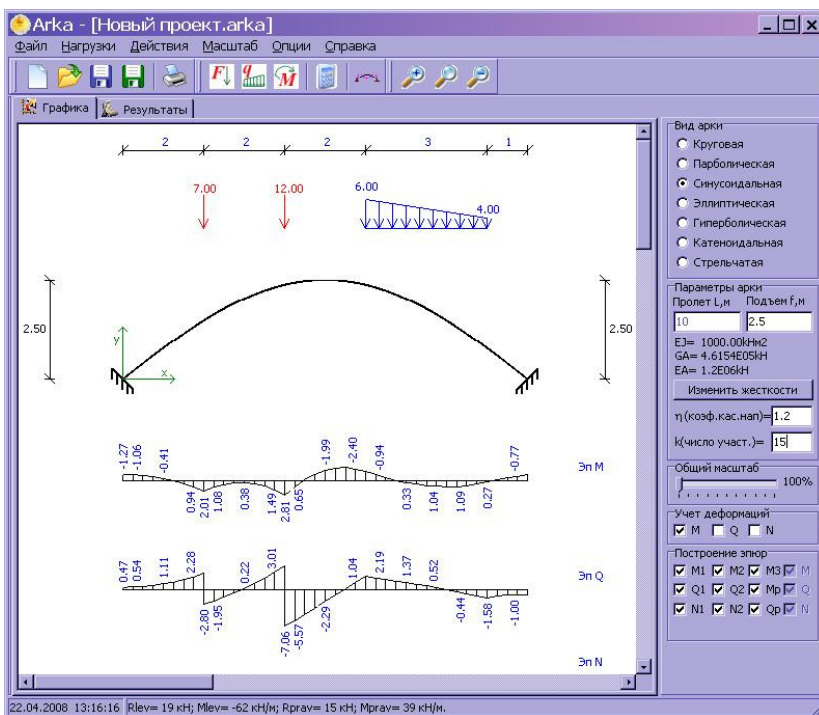 Arka - [Новый проект.arka]
Файл Нагрузки Действия Масштаб Опции Справка
F q M
Графика Результаты
2 2 2 3 1
7.00 12.00 6.00 4.00
2.50 2.50
y
x
-1.27 -1.06 -0.41 -1.99 -2.40 -0.94 -0.77
Эп M
0.94 2.01 1.08 0.38 1.49 2.81 0.65 0.33 1.04 1.09 0.27
0.47 0.54 1.11 2.28 0.22 3.01 1.04 2.19 1.37 0.52
Эп Q
-2.80 -1.95 -7.06 -5.57 -2.29 -0.44 -1.58 -1.00
Эп N
Вид арки
Круговая
Параболическая
Синусоидальная
Эллиптическая
Гиперболическая
Катеноидальная
Стрельчатая
Параметры арки
Пролет L,м Подъем f,м
10 2.5
EJ= 1000.00кНм2
GA= 4.6154E05кН
EA= 1.2E06кН
Изменить жесткости
η(коэф.кас.нап)= 1.2
k(число участ.)= 15
Общий масштаб
100%
Учет деформаций
M Q N
Построение эпюр
M1 M2 M3 M
Q1 Q2 Mp Q
N1 N2 Qp N
22.04.2008 13:16:16 Rlev= 19 кН; Mlev= -62 кН/м; Rprav= 15 кН; Mprav= 39 кН/м.